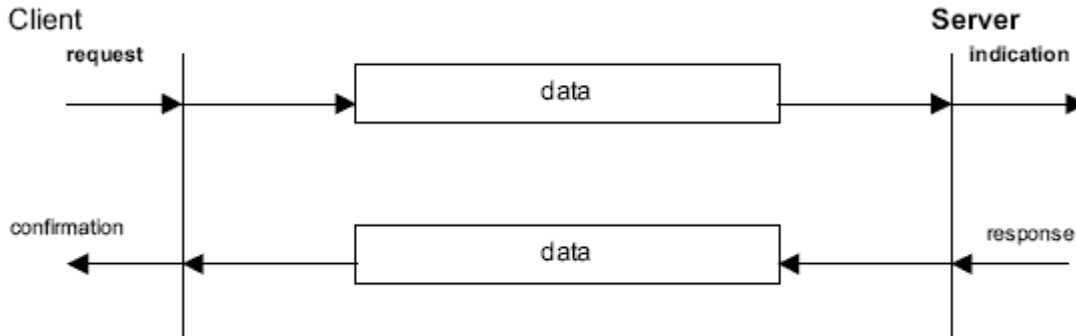 Client
Server
request
indication
data
confirmation
data
response